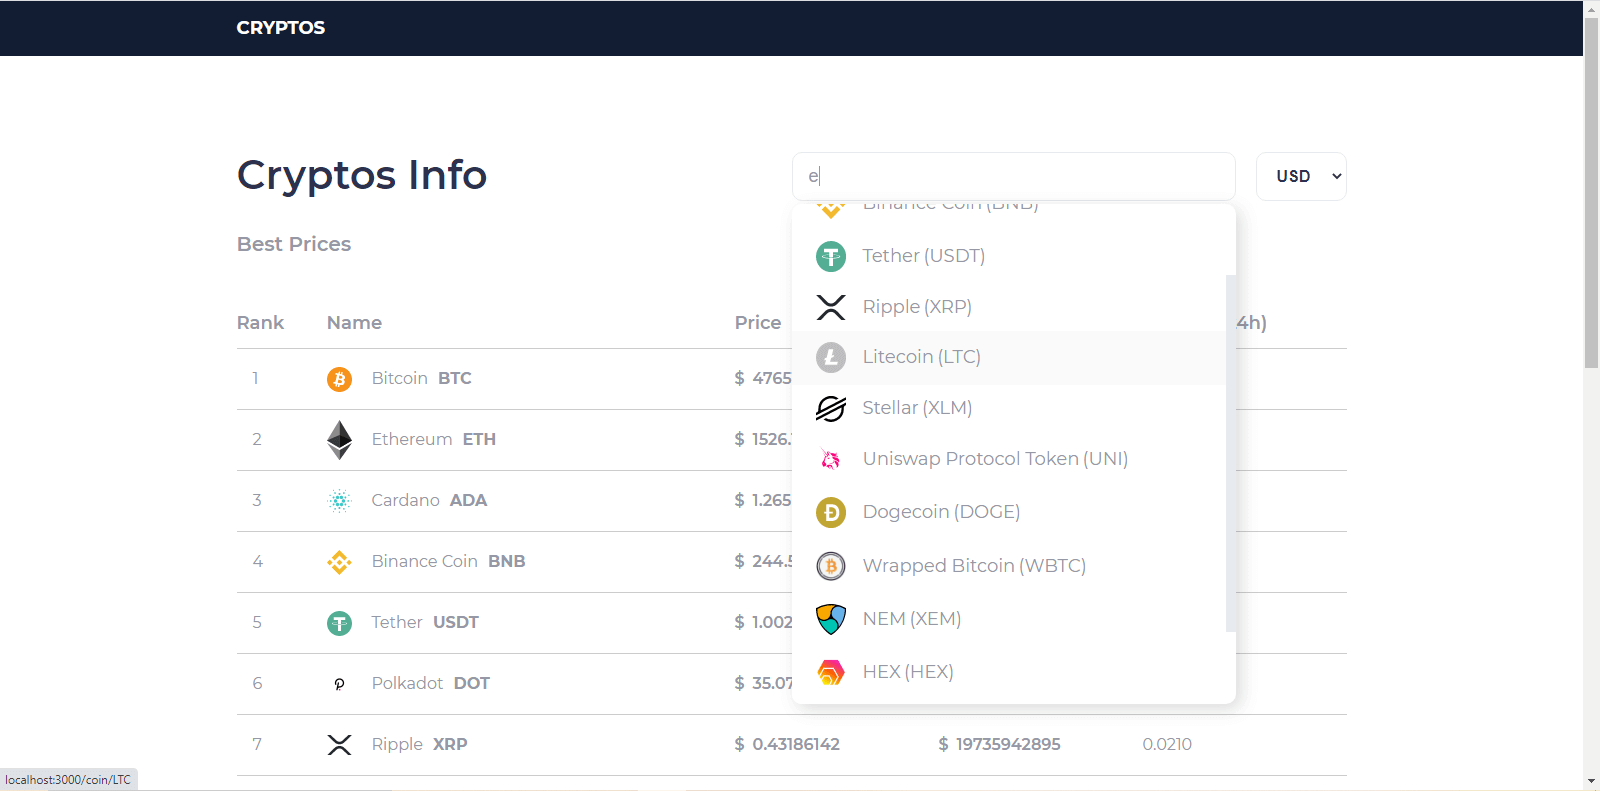 CRYPTOS
Cryptos Info
e
USD
Best Prices
Binance Coin (BNB)
Tether (USDT)
Ripple (XRP)
Litecoin (LTC)
Stellar (XLM)
Uniswap Protocol Token (UNI)
Dogecoin (DOGE)
Wrapped Bitcoin (WBTC)
NEM (XEM)
HEX (HEX)
Rank Name Price 4h)
1 Bitcoin BTC $ 4765
2 Ethereum ETH $ 1526.
3 Cardano ADA $ 1.265
4 Binance Coin BNB $ 244.5
5 Tether USDT $ 1.002
6 Polkadot DOT $ 35.07
7 Ripple XRP $ 0.43186142 $ 19735942895 0.0210
localhost:3000/coin/LTC